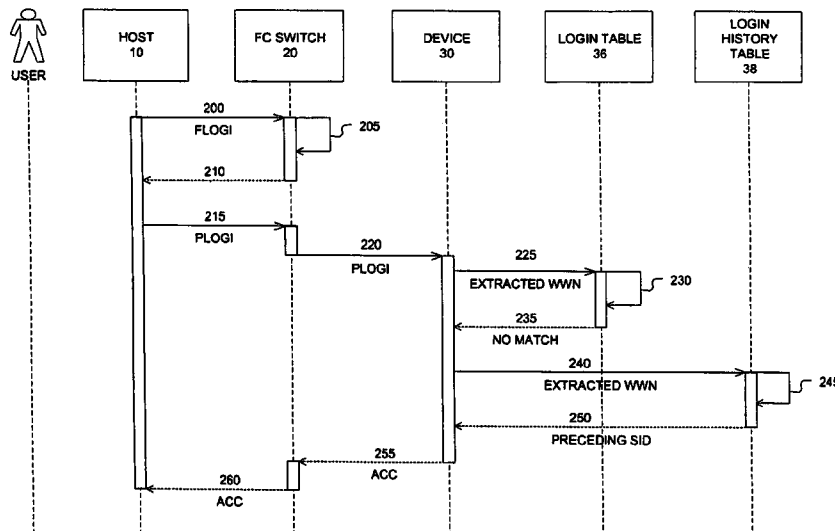 USER
HOST
10
FC SWITCH
20
DEVICE
30
LOGIN TABLE
36
LOGIN
HISTORY
TABLE
38
200
FLOGI
205
210
215
PLOGI
220
PLOGI
225
EXTRACTED WWN
230
235
NO MATCH
240
EXTRACTED WWN
245
250
PRECEDING SID
255
ACC
260
ACC